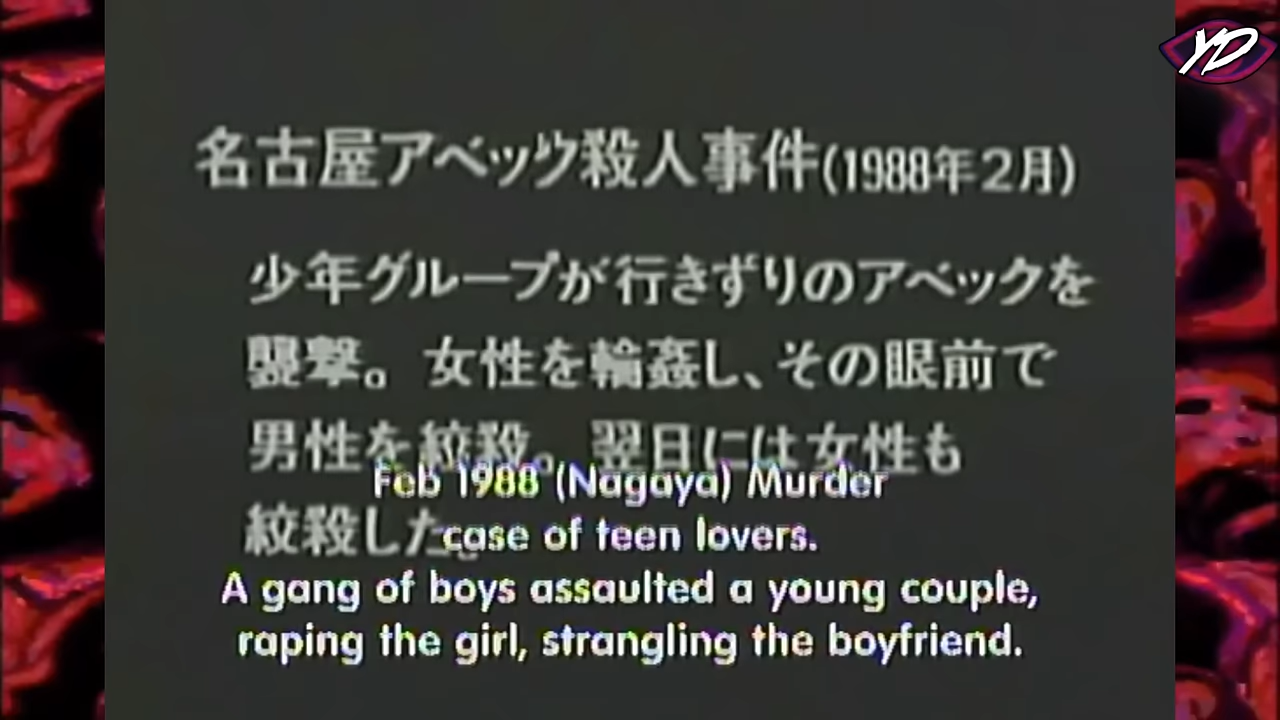 YD
名古屋アベック殺人事件(1988年2月)
少年グループが行きずりのアベックを
襲撃。女性を輪姦し、その眼前で
男性を絞殺。翌日には女性も
絞殺した。
Feb 1988 (Nagaya) Murder
case of teen lovers.
A gang of boys assaulted a young couple,
raping the girl, strangling the boyfriend.